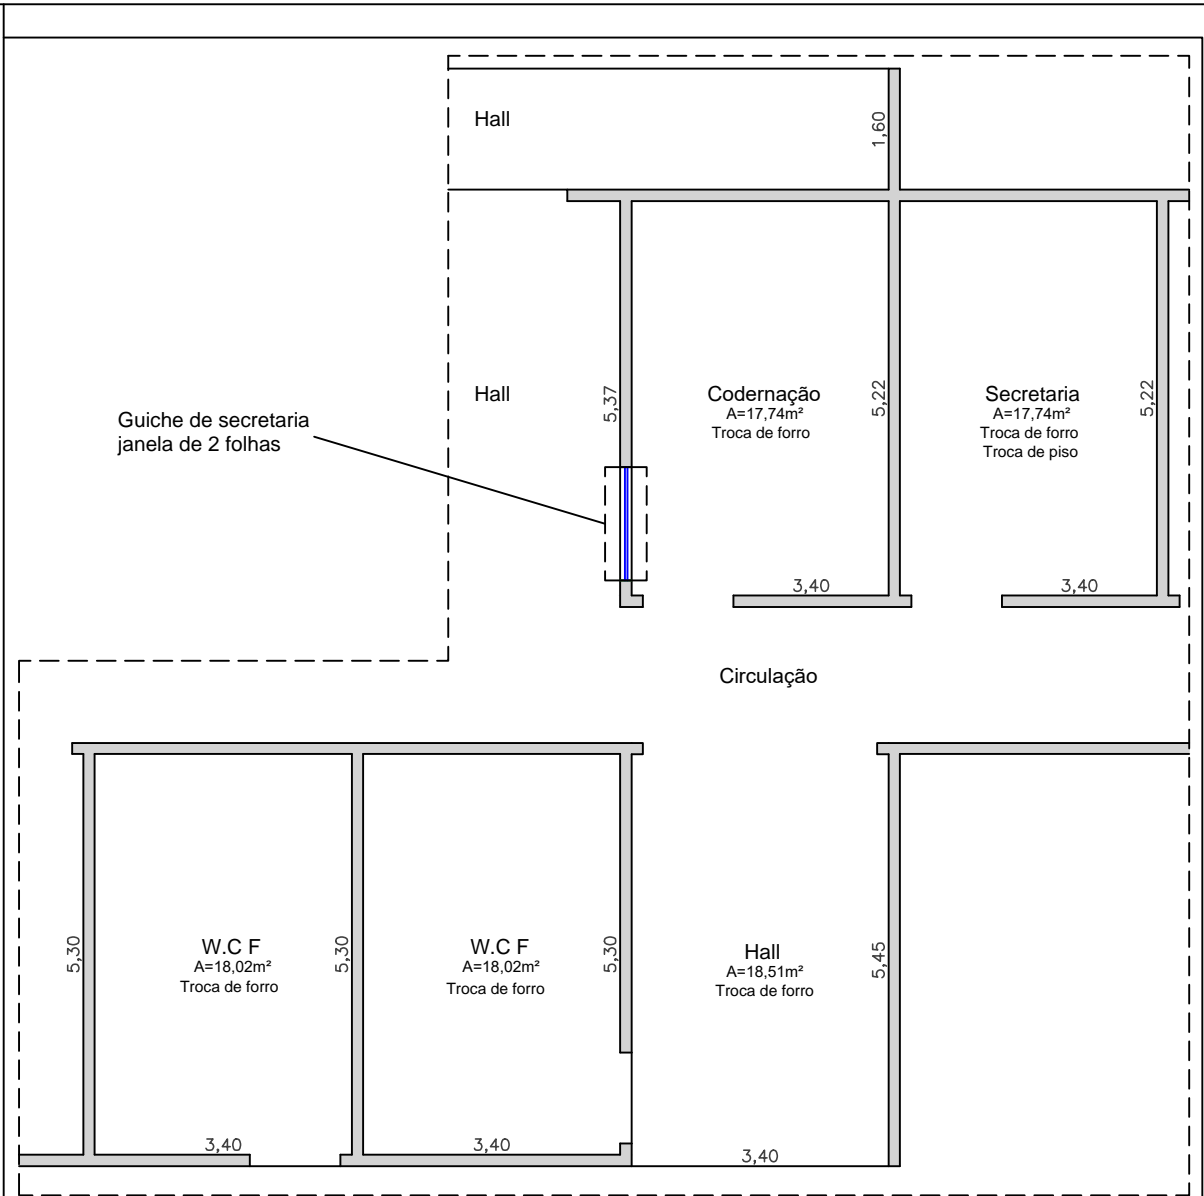 Hall
1,60
Hall
5,37
Codernação
A=17,74m²
Troca de forro
5,22
Secretaria
A=17,74m²
Troca de forro
Troca de piso
5,22
Guiche de secretaria
janela de 2 folhas
3,40
3,40
Circulação
5,30
W.C F
A=18,02m²
Troca de forro
5,30
W.C F
A=18,02m²
Troca de forro
5,30
Hall
A=18,51m²
Troca de forro
5,45
3,40
3,40
3,40